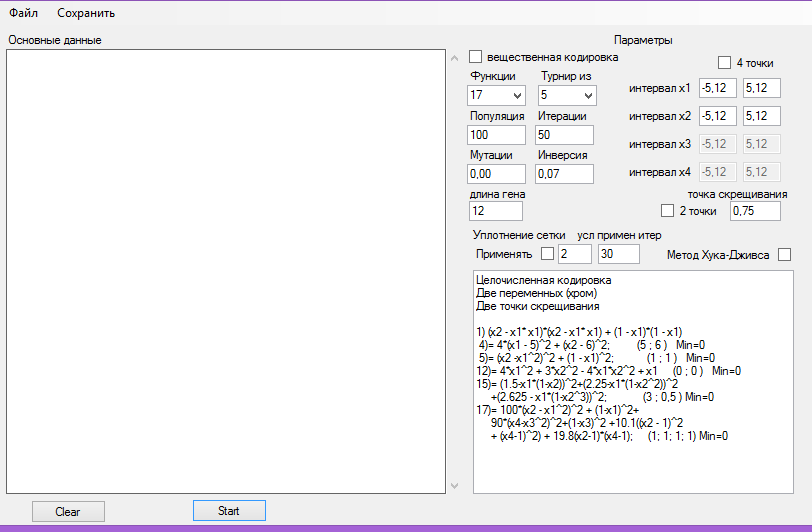 Файл Сохранить
Основные данные
Параметры
вещественная кодировка
4 точки
Функции Турнир из
17 5
интервал x1 -5,12 5,12
Популяция Итерации
интервал x2 -5,12 5,12
100 50
интервал x3 -5,12 5,12
Мутации Инверсия
интервал x4 -5,12 5,12
0,00 0,07
длина гена
точка скрещивания
12
2 точки 0,75
Уплотнение сетки усл примен итер
Применять 2 30 Метод Хука-Дживса
Целочисленная кодировка
Две переменных (хром)
Две точки скрещивания
1) (x2 - x1* x1)*(x2 - x1* x1) + (1 - x1)*(1 - x1)
4)= 4*(x1 - 5)^2 + (x2 - 6)^2; (5 ; 6 ) Min=0
5)= (x2 -x1^2)^2 + (1 - x1)^2; (1 ; 1 ) Min=0
12)= 4*x1^2 + 3*x2^2 - 4*x1*x2^2 + x1 (0 ; 0 ) Min=0
15)= (1.5-x1*(1-x2))^2+(2.25-x1*(1-x2^2))^2
+(2.625 - x1*(1-x2^3))^2; (3 ; 0,5 ) Min=0
17)= 100*(x2 - x1^2)^2 + (1-x1)^2+
90*(x4-x3^2)^2+(1-x3)^2 +10.1((x2 - 1)^2
+ (x4-1)^2) + 19.8(x2-1)*(x4-1); (1; 1; 1; 1) Min=0
Clear Start